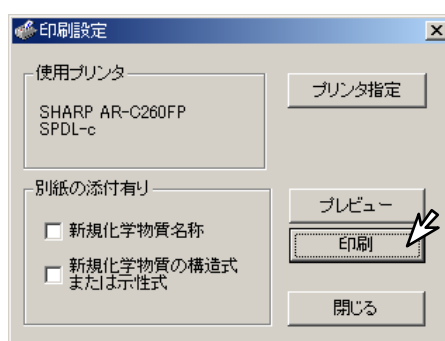 印刷設定
使用プリンタ
プリンタ指定
SHARP AR-C260FP
SPDL-c
別紙の添付有り
プレビュー
新規化学物質名称
印刷
新規化学物質の構造式
または示性式
閉じる